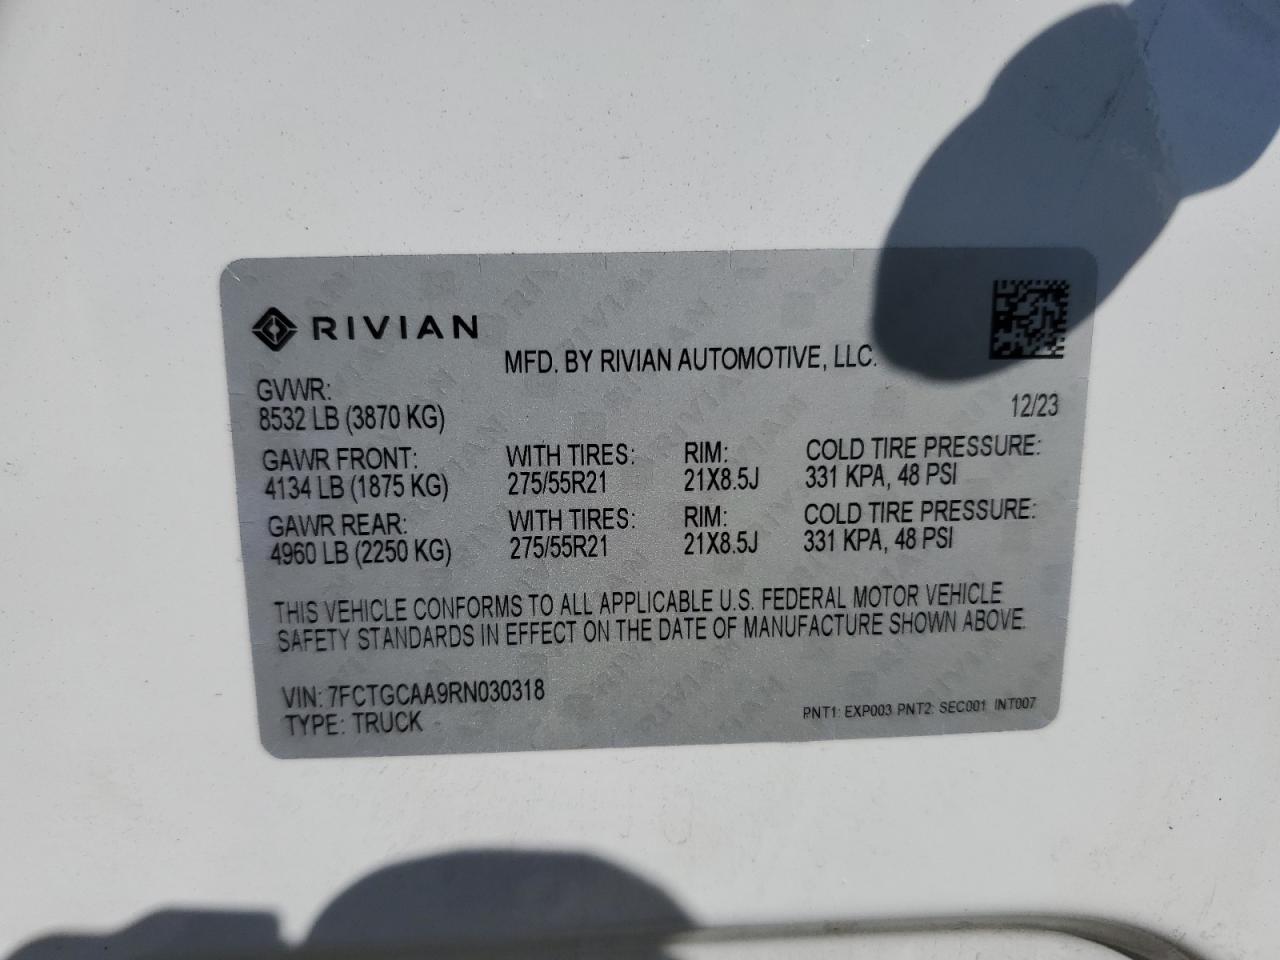 RIVIAN
MFD. BY RIVIAN AUTOMOTIVE, LLC.
GVWR:
8532 LB (3870 KG)
12/23
GAWR FRONT: WITH TIRES: RIM: COLD TIRE PRESSURE:
4134 LB (1875 KG) 275/55R21 21X8.5J 331 KPA, 48 PSI
GAWR REAR: WITH TIRES: RIM: COLD TIRE PRESSURE:
4960 LB (2250 KG) 275/55R21 21X8.5J 331 KPA, 48 PSI
THIS VEHICLE CONFORMS TO ALL APPLICABLE U.S. FEDERAL MOTOR VEHICLE
SAFETY STANDARDS IN EFFECT ON THE DATE OF MANUFACTURE SHOWN ABOVE.
VIN: 7FCTGCAA9RN030318
TYPE: TRUCK
PNT1: EXP003 PNT2: SEC001 INT007